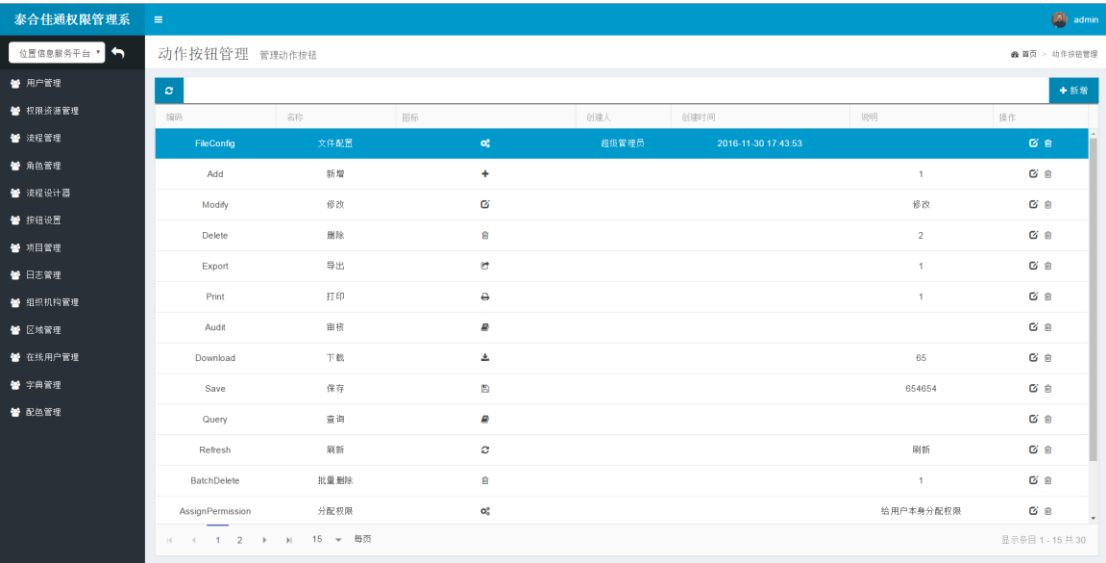 泰合佳通权限管理系
admin
位置信息服务平台
动作按钮管理 管理动作按钮
首页 > 动作按钮管理
用户管理
权限资源管理
流程管理
角色管理
流程设计器
按钮设置
项目管理
日志管理
组织机构管理
区域管理
在线用户管理
字典管理
配色管理
新增
编码 名称 图标 创建人 创建时间 说明 操作
FileConfig 文件配置 超级管理员 2016-11-30 17:43:53
Add 新增 1
Modify 修改 修改
Delete 删除 2
Export 导出 1
Print 打印 1
Audit 审核
Download 下载 65
Save 保存 654654
Query 查询
Refresh 刷新 刷新
BatchDelete 批量删除 1
AssignPermission 分配权限 给用户本身分配权限
1 2 15 每页
显示条目 1 - 15 共 30